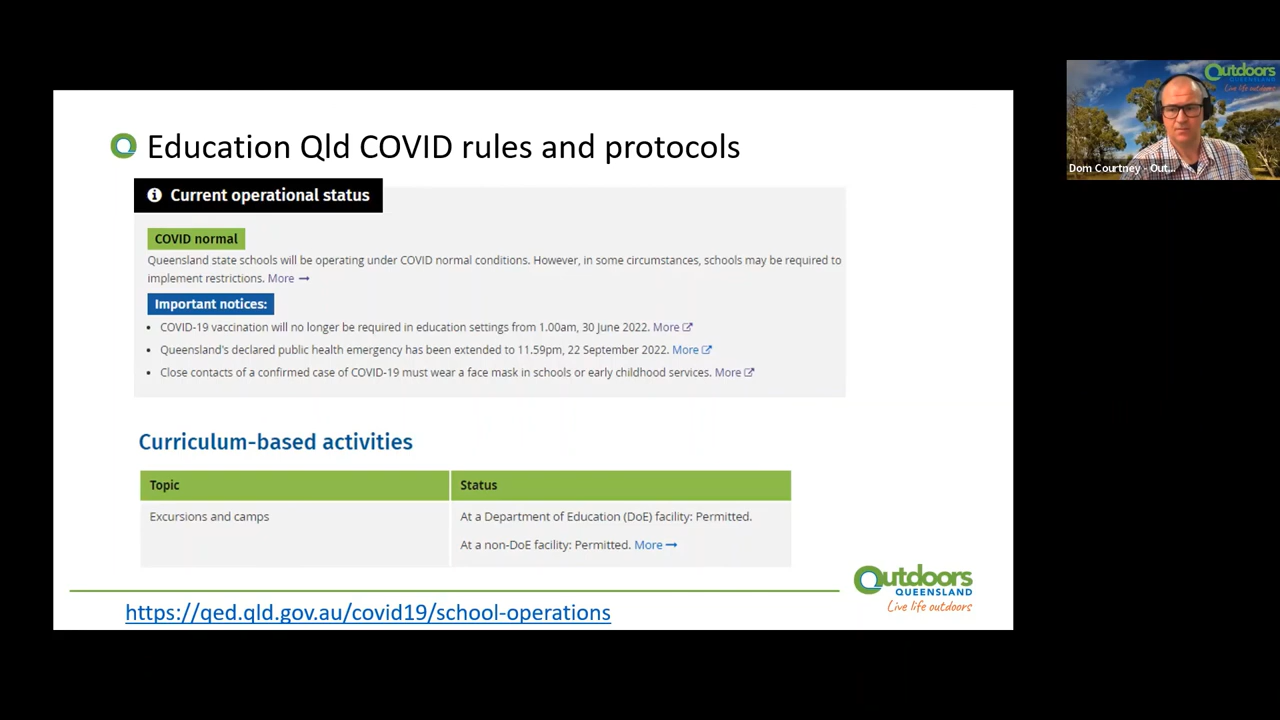 Education Qld COVID rules and protocols
Current operational status
COVID normal
Queensland state schools will be operating under COVID normal conditions. However, in some circumstances, schools may be required to
implement restrictions. More →
Important notices:
• COVID-19 vaccination will no longer be required in education settings from 1.00am, 30 June 2022. More
• Queensland's declared public health emergency has been extended to 11.59pm, 22 September 2022. More
• Close contacts of a confirmed case of COVID-19 must wear a face mask in schools or early childhood services. More
Curriculum-based activities
Topic Status
Excursions and camps At a Department of Education (DoE) facility: Permitted.
At a non-DoE facility: Permitted. More →
https://qed.qld.gov.au/covid19/school-operations
Outdoors
QUEENSLAND
Live life outdoors
Outdoors
QUEENSLAND
Live life outdoors
Dom Courtney - Out...